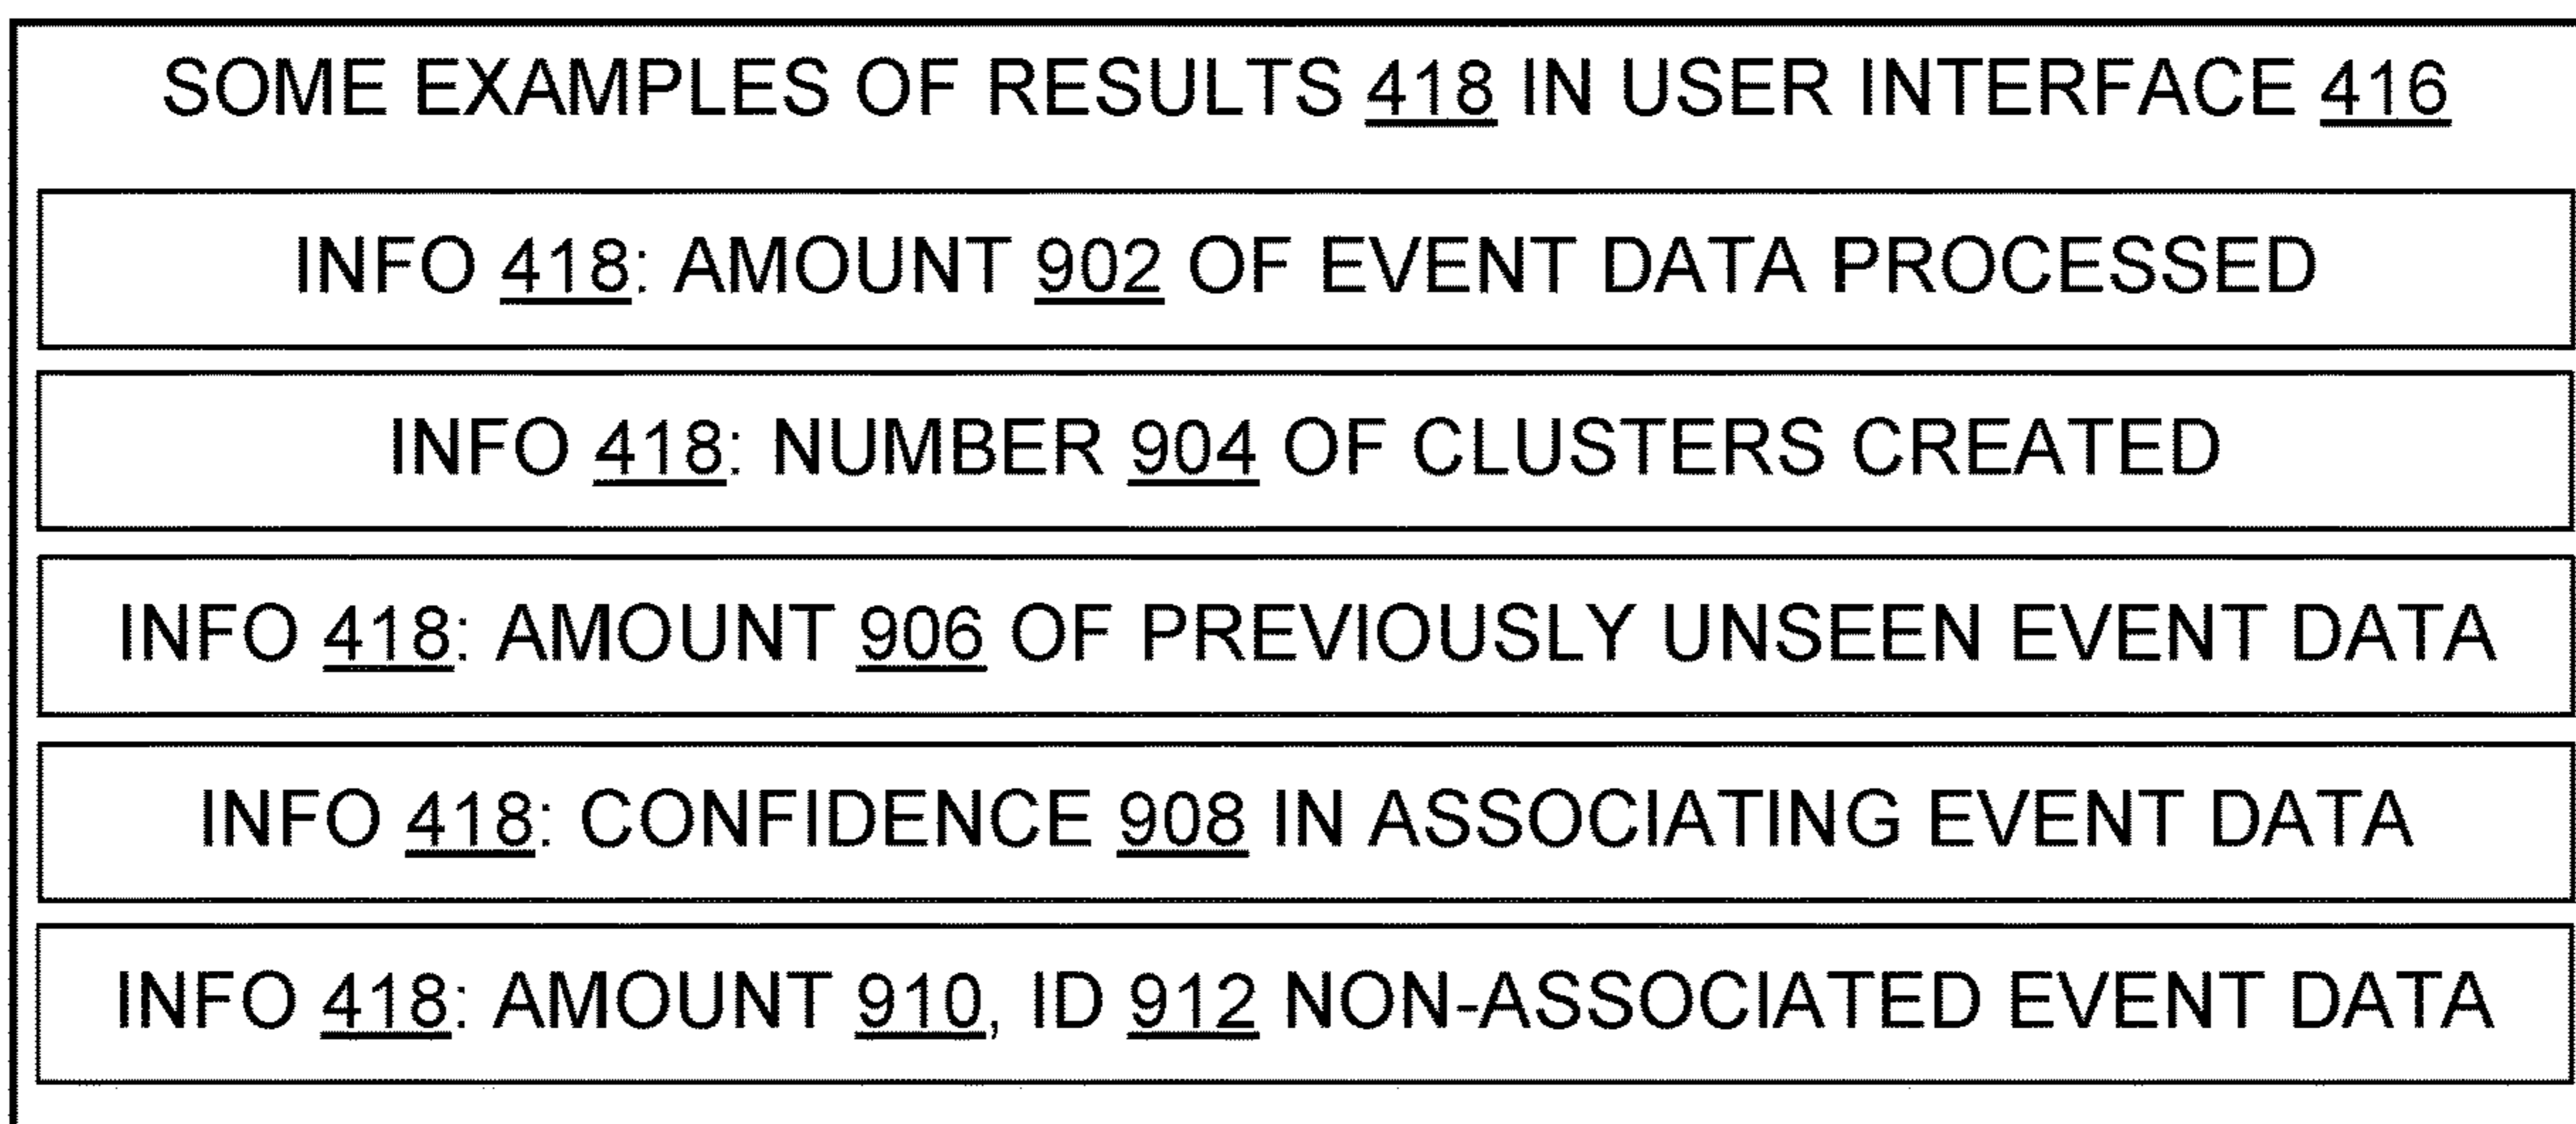 SOME EXAMPLES OF RESULTS 418 IN USER INTERFACE 416
INFO 418: AMOUNT 902 OF EVENT DATA PROCESSED
INFO 418: NUMBER 904 OF CLUSTERS CREATED
INFO 418: AMOUNT 906 OF PREVIOUSLY UNSEEN EVENT DATA
INFO 418: CONFIDENCE 908 IN ASSOCIATING EVENT DATA
INFO 418: AMOUNT 910, ID 912 NON-ASSOCIATED EVENT DATA